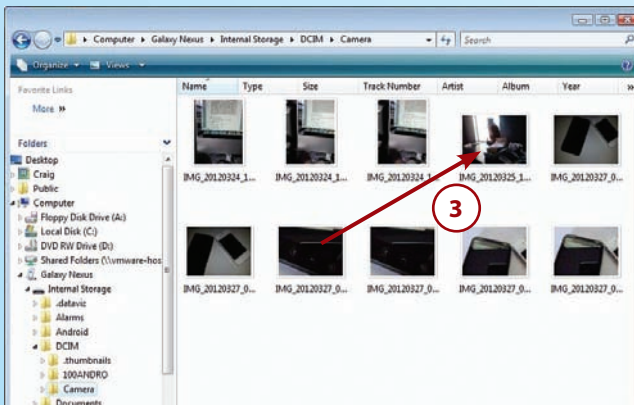 Computer Galaxy Nexus Internal Storage DCIM Camera
Search
Organize Views
Favorite Links
More »
Folders
Desktop
Craig
Public
Computer
Floppy Disk Drive (A:)
Local Disk (C:)
DVD RW Drive (D:)
Shared Folders (\\vmware-hos
Galaxy Nexus
Internal Storage
.dataviz
Alarms
Android
DCIM
.thumbnails
100ANDRO
Camera
Documents
Name Type Size Track Number Artist Album Year »
IMG_20120324_1... IMG_20120324_1... IMG_20120324_1... IMG_20120325_1... IMG_20120327_0...
3
IMG_20120327_0... IMG_20120327_0... IMG_20120327_0... IMG_20120327_0... IMG_20120327_0...